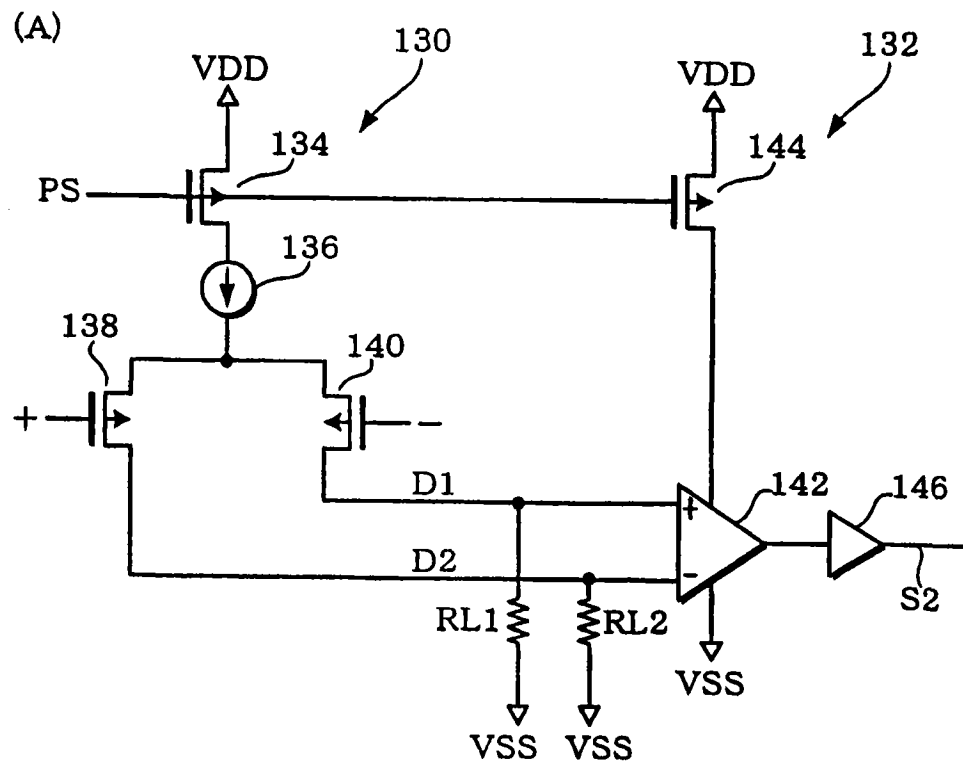 (A)
130
132
VDD
VDD
134
144
PS
136
138
140
+
−
D1
+
142
146
D2
−
S2
RL1
RL2
VSS
VSS
VSS